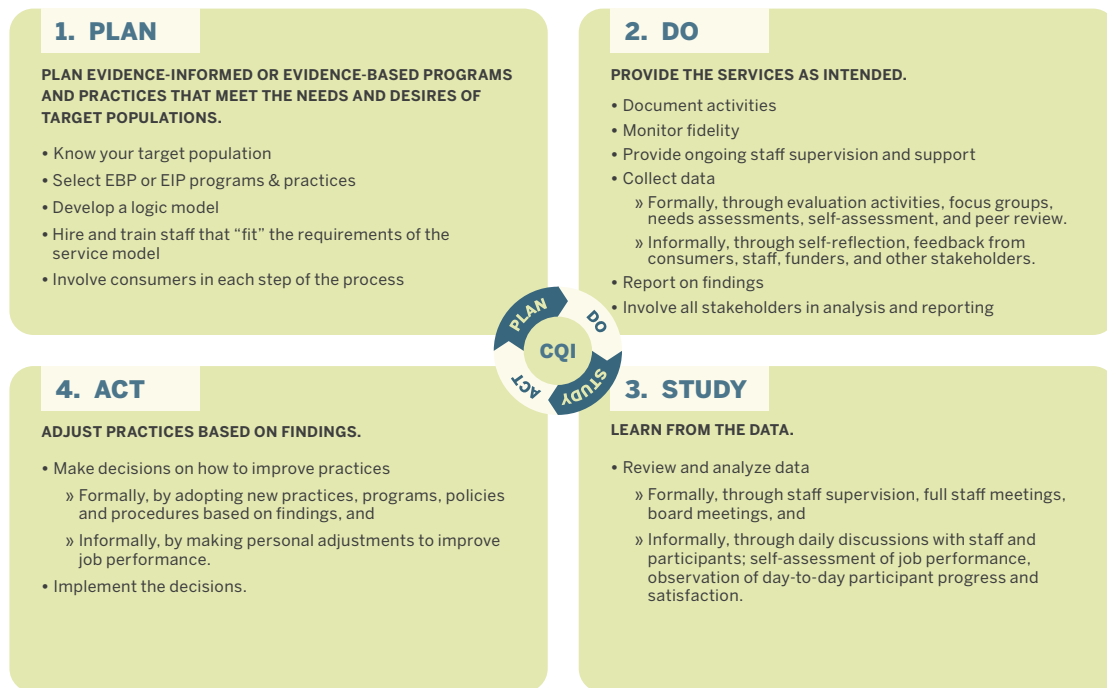 1. PLAN
PLAN EVIDENCE-INFORMED OR EVIDENCE-BASED PROGRAMS
AND PRACTICES THAT MEET THE NEEDS AND DESIRES OF
TARGET POPULATIONS.
• Know your target population
• Select EBP or EIP programs & practices
• Develop a logic model
• Hire and train staff that “fit” the requirements of the
service model
• Involve consumers in each step of the process
2. DO
PROVIDE THE SERVICES AS INTENDED.
• Document activities
• Monitor fidelity
• Provide ongoing staff supervision and support
• Collect data
» Formally, through evaluation activities, focus groups,
needs assessments, self-assessment, and peer review.
» Informally, through self-reflection, feedback from
consumers, staff, funders, and other stakeholders.
• Report on findings
• Involve all stakeholders in analysis and reporting
PLAN
DO
CQI
STUDY
ACT
3. STUDY
LEARN FROM THE DATA.
• Review and analyze data
» Formally, through staff supervision, full staff meetings,
board meetings, and
» Informally, through daily discussions with staff and
participants; self-assessment of job performance,
observation of day-to-day participant progress and
satisfaction.
4. ACT
ADJUST PRACTICES BASED ON FINDINGS.
• Make decisions on how to improve practices
» Formally, by adopting new practices, programs, policies
and procedures based on findings, and
» Informally, by making personal adjustments to improve
job performance.
• Implement the decisions.